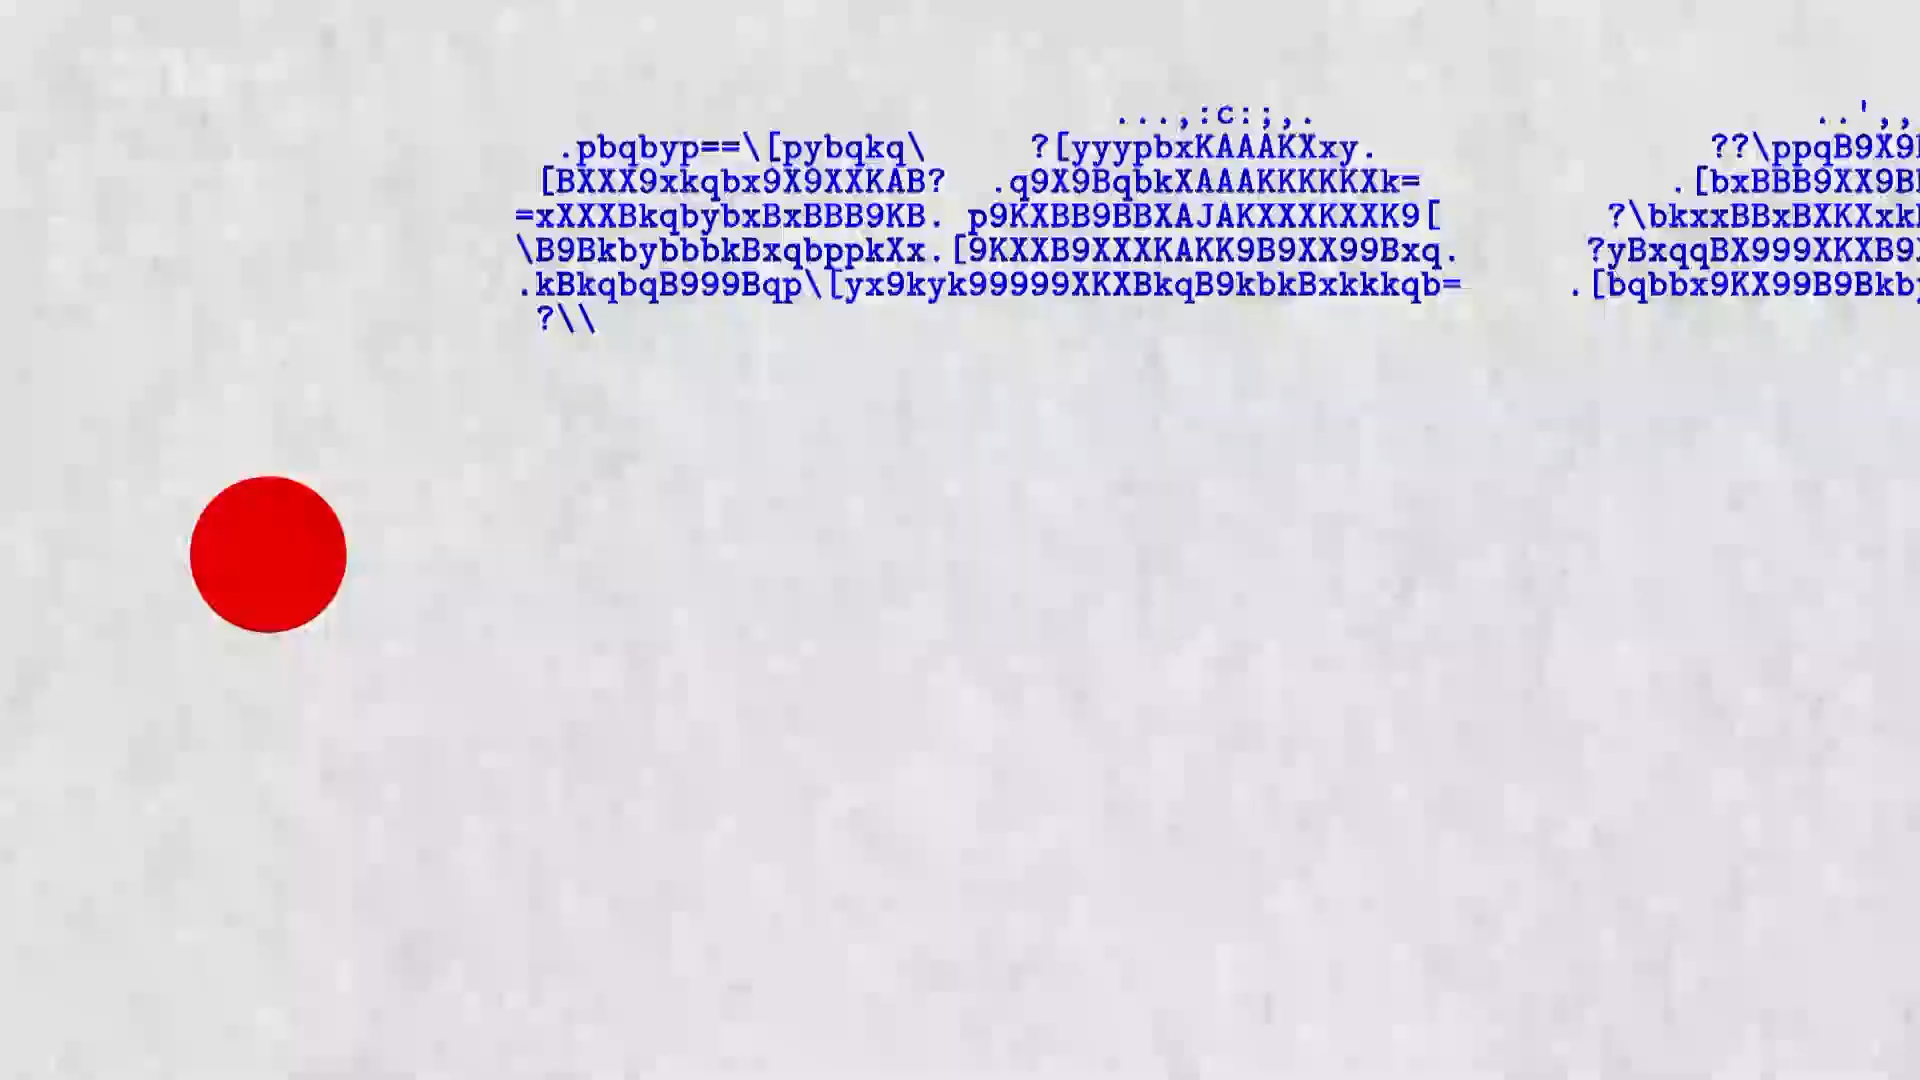 ...,:c:;,. ..',,
.pbqbyp==\[pybqkq\ ?[yyypbxKAAAKXxy. ??\ppqB9X9
[BXXX9xkqbx9X9XXKAB? .q9X9BqbkXAAAKKKKKXk= .[bxBBB9XX9B
=xXXXBkqbybxBxBBB9KB. p9KXBB9BBXAJAKXXXKXXK9[ ?\bkxxBBxBXKXxk
\B9BkbybbbkBxqbppkXx.[9KXXB9XXXKAKK9B9XX99Bxq. ?yBxqqBX999XKXB9
.kBkqbqB999Bqp\[yx9kyk99999XKXBkqB9kbkBxkkkqb= .[bqbbx9KX99B9Bkb
?\\